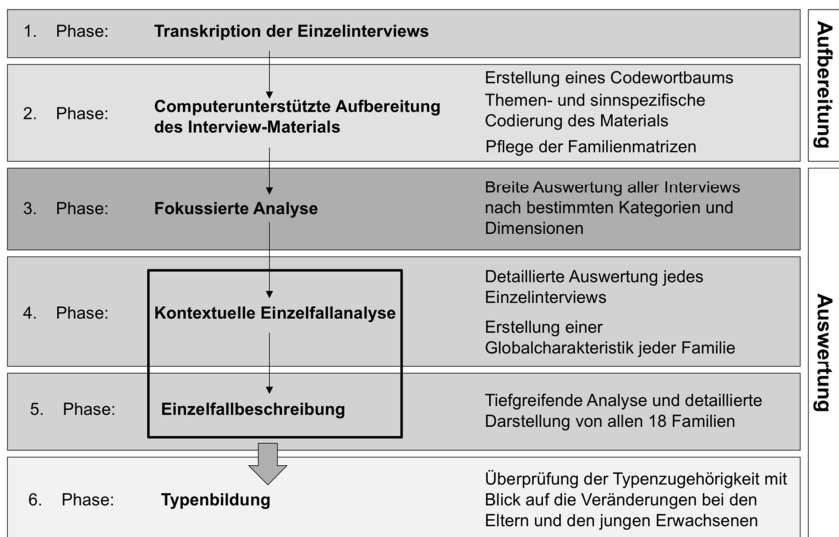 1. Phase: Transkription der Einzelinterviews
2. Phase: Computerunterstützte Aufbereitung
des Interview-Materials
Erstellung eines Codewortbaums
Themen- und sinnspezifische
Codierung des Materials
Pflege der Familienmatrizen
Aufbereitung
3. Phase: Fokussierte Analyse
Breite Auswertung aller Interviews
nach bestimmten Kategorien und
Dimensionen
4. Phase: Kontextuelle Einzelfallanalyse
Detaillierte Auswertung jedes
Einzelinterviews
Erstellung einer
Globalcharakteristik jeder Familie
5. Phase: Einzelfallbeschreibung
Tiefgreifende Analyse und detaillierte
Darstellung von allen 18 Familien
6. Phase: Typenbildung
Überprüfung der Typenzugehörigkeit mit
Blick auf die Veränderungen bei den
Eltern und den jungen Erwachsenen
Auswertung